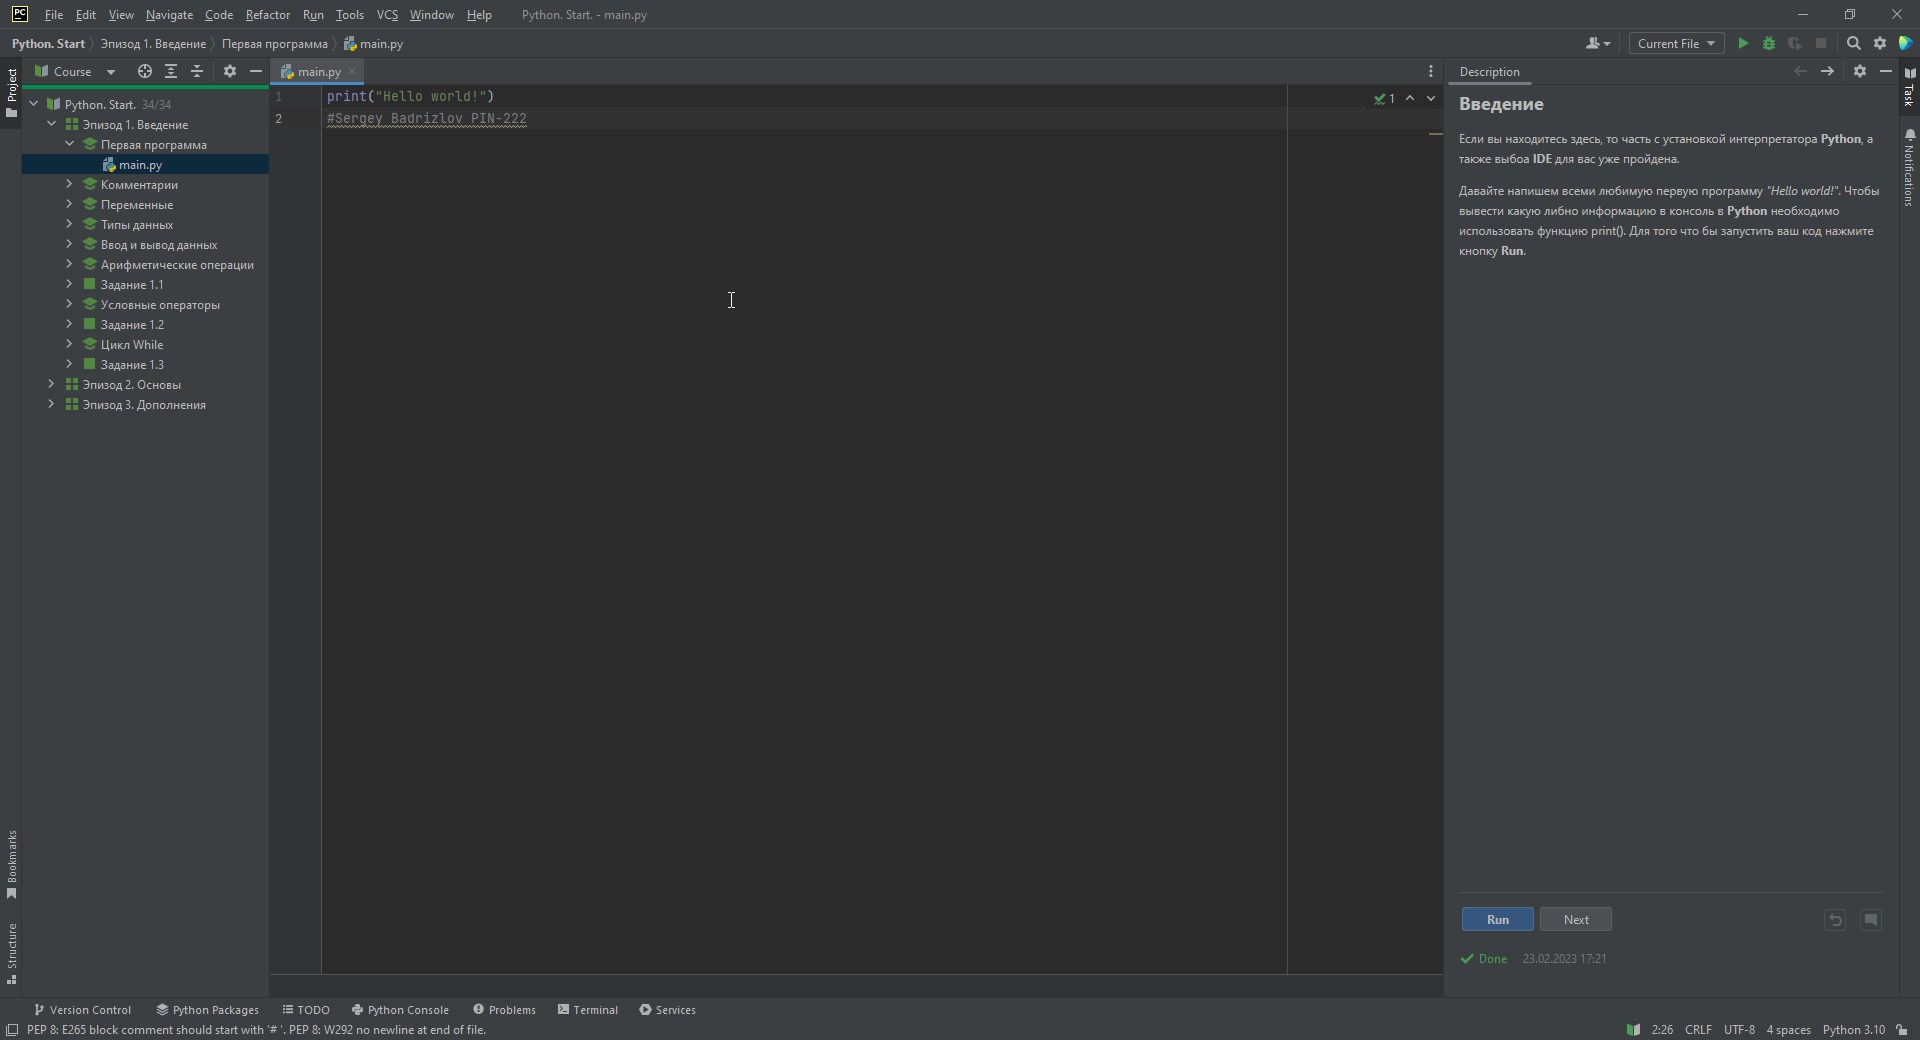 File Edit View Navigate Code Refactor Run Tools VCS Window Help Python. Start. - main.py
Python. Start Эпизод 1. Введение Первая программа main.py Current File
Course main.py Description
Project
Python. Start. 34/34
Эпизод 1. Введение
Первая программа
main.py
Комментарии
Переменные
Типы данных
Ввод и вывод данных
Арифметические операции
Задание 1.1
Условные операторы
Задание 1.2
Цикл While
Задание 1.3
Эпизод 2. Основы
Эпизод 3. Дополнения
1 print("Hello world!")
2 #Sergey Badrizlov PIN-222
1
Введение
Если вы находитесь здесь, то часть с установкой интерпретатора Python, а
также выбоа IDE для вас уже пройдена.
Давайте напишем всеми любимую первую программу "Hello world!". Чтобы
вывести какую либно информацию в консоль в Python необходимо
использовать функцию print(). Для того что бы запустить ваш код нажмите
кнопку Run.
Task
Notifications
Run Next
Done 23.02.2023 17:21
Bookmarks
Structure
Version Control Python Packages TODO Python Console Problems Terminal Services
PEP 8: E265 block comment should start with '# '. PEP 8: W292 no newline at end of file. 2:26 CRLF UTF-8 4 spaces Python 3.10